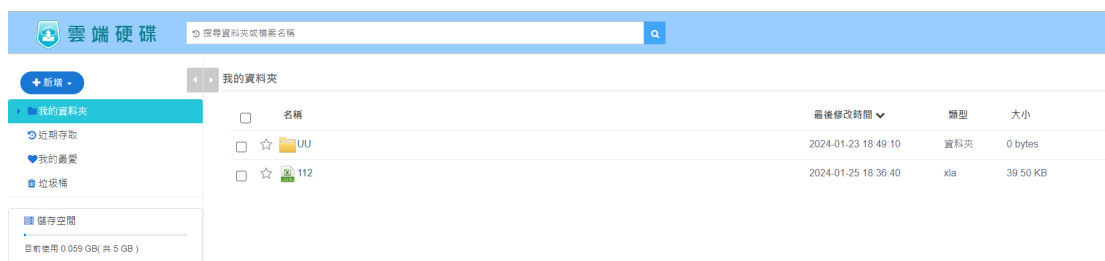 雲端硬碟
搜尋資料夾或檔案名稱
新增
我的資料夾
我的資料夾
近期存取
我的最愛
垃圾桶
儲存空間
目前使用 0.059 GB( 共 5 GB )
名稱 最後修改時間 類型 大小
UU 2024-01-23 18:49:10 資料夾 0 bytes
112 2024-01-25 18:36:40 xla 39.50 KB